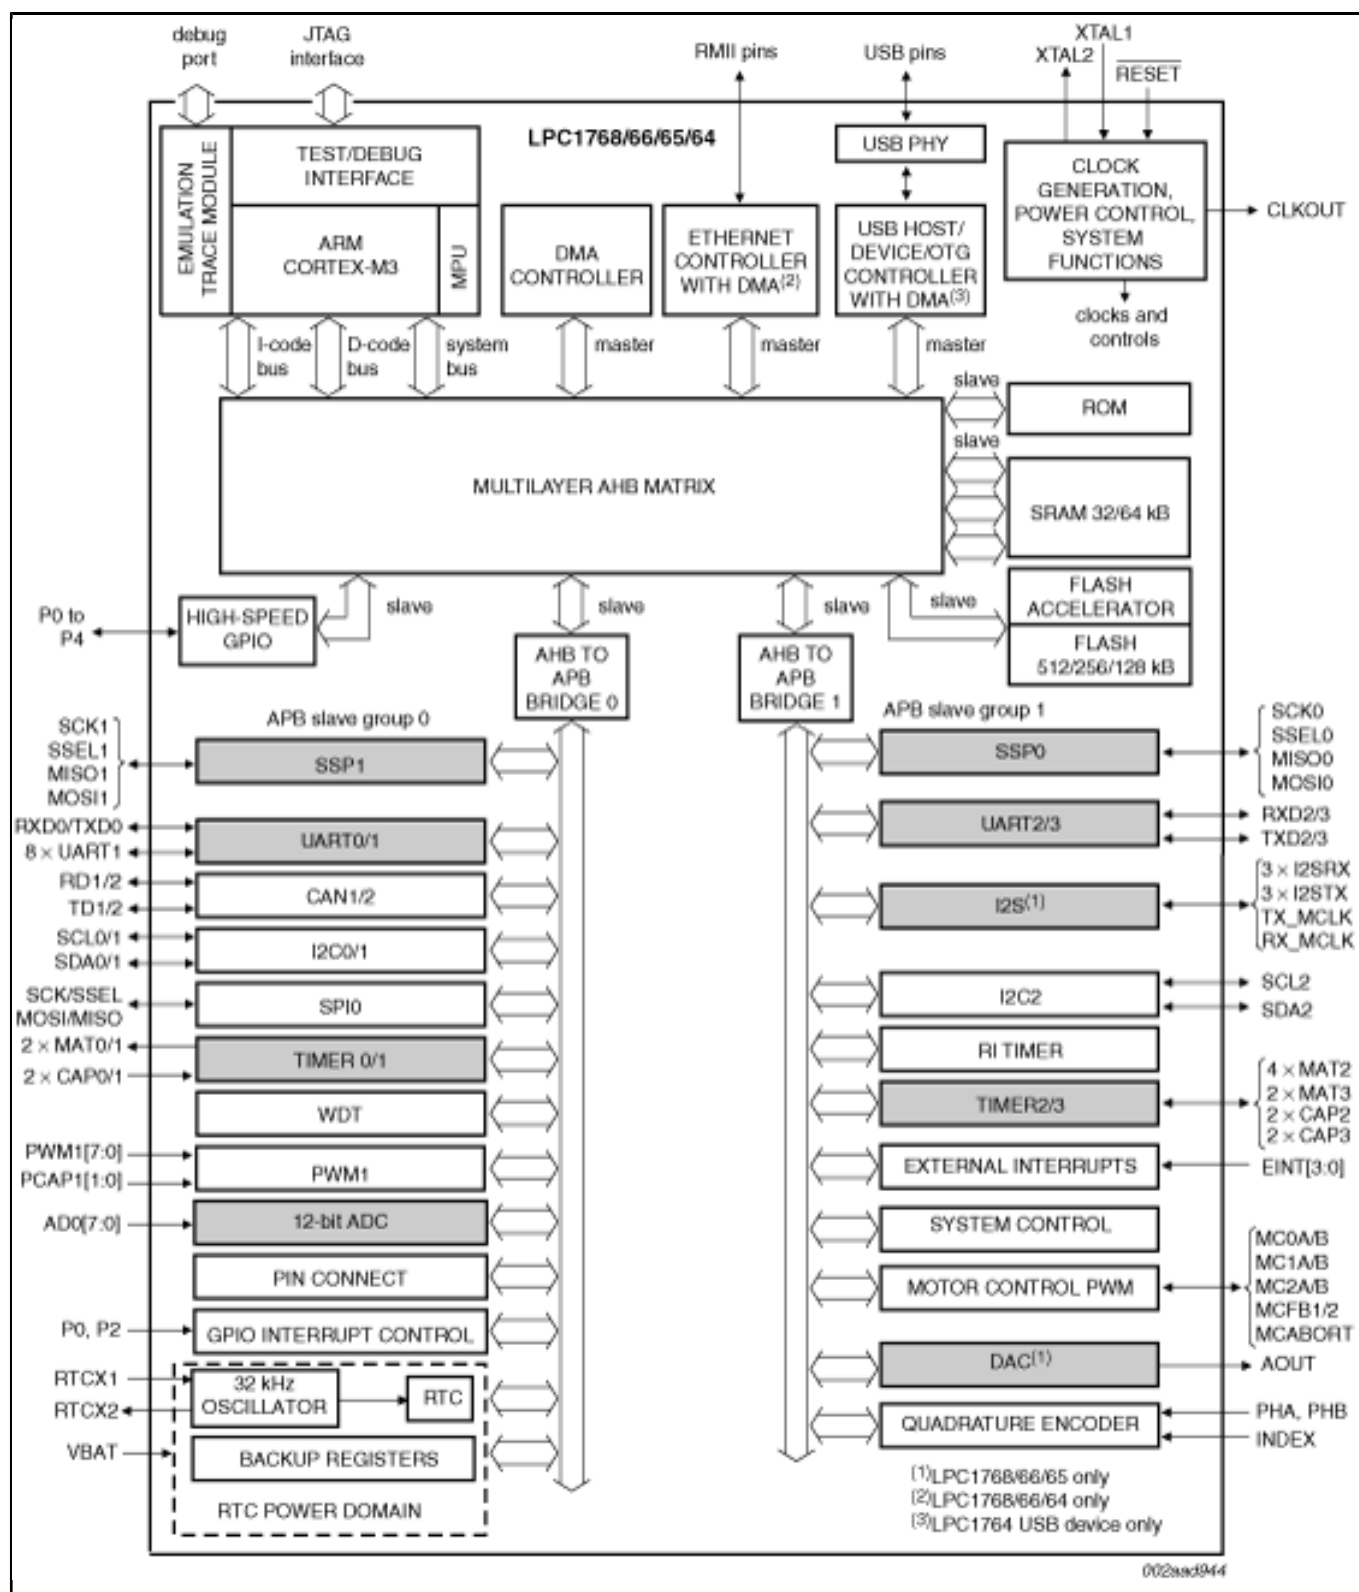 debug
port
JTAG
interface
RMII pins
USB pins
XTAL1
XTAL2
RESET
LPC1768/66/65/64
EMULATION
TRACE MODULE
TEST/DEBUG
INTERFACE
ARM
CORTEX-M3
MPU
DMA
CONTROLLER
ETHERNET
CONTROLLER
WITH DMA(2)
USB PHY
USB HOST/
DEVICE/OTG
CONTROLLER
WITH DMA(3)
CLOCK
GENERATION,
POWER CONTROL,
SYSTEM
FUNCTIONS
CLKOUT
clocks and
controls
I-code
bus
D-code
bus
system
bus
master
master
master
slave
ROM
slave
MULTILAYER AHB MATRIX
SRAM 32/64 kB
P0 to
P4
HIGH-SPEED
GPIO
slave
slave
slave
slave
FLASH
ACCELERATOR
FLASH
512/256/128 kB
AHB TO
APB
BRIDGE 0
AHB TO
APB
BRIDGE 1
APB slave group 0
SCK1
SSEL1
MISO1
MOSI1
SSP1
RXD0/TXD0
8 × UART1
UART0/1
RD1/2
TD1/2
CAN1/2
SCL0/1
SDA0/1
I2C0/1
SCK/SSEL
MOSI/MISO
SPI0
2 × MAT0/1
2 × CAP0/1
TIMER 0/1
WDT
PWM1[7:0]
PCAP1[1:0]
PWM1
AD0[7:0]
12-bit ADC
PIN CONNECT
P0, P2
GPIO INTERRUPT CONTROL
RTCX1
RTCX2
32 kHz
OSCILLATOR
RTC
VBAT
BACKUP REGISTERS
RTC POWER DOMAIN
APB slave group 1
SSP0
SCK0
SSEL0
MISO0
MOSI0
UART2/3
RXD2/3
TXD2/3
I2S(1)
3 × I2SRX
3 × I2STX
TX_MCLK
RX_MCLK
I2C2
SCL2
SDA2
RI TIMER
TIMER2/3
4 × MAT2
2 × MAT3
2 × CAP2
2 × CAP3
EXTERNAL INTERRUPTS
EINT[3:0]
SYSTEM CONTROL
MOTOR CONTROL PWM
MC0A/B
MC1A/B
MC2A/B
MCFB1/2
MCABORT
DAC(1)
AOUT
QUADRATURE ENCODER
PHA, PHB
INDEX
(1)LPC1768/66/65 only
(2)LPC1768/66/64 only
(3)LPC1764 USB device only
002aad944